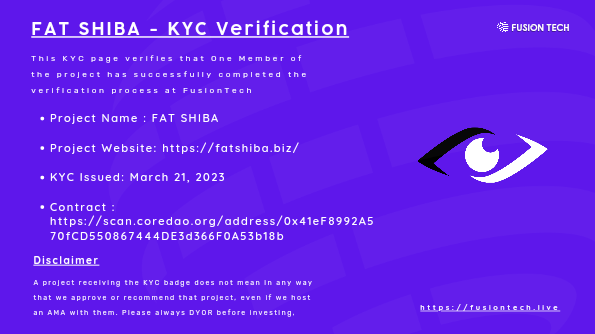 FAT SHIBA - KYC Verification
FUSION TECH
This KYC page verifies that One Member of
the project has successfully completed the
verification process at FusionTech
• Project Name : FAT SHIBA
• Project Website: https://fatshiba.biz/
• KYC Issued: March 21, 2023
• Contract :
https://scan.coredao.org/address/0x41eF8992A5
70fCD550867444DE3d366F0A53b18b
Disclaimer
A project receiving the KYC badge does not mean in any way
that we approve or recommend that project, even if we host
an AMA with them. Please always DYOR before investing,
https://fusiontech.live